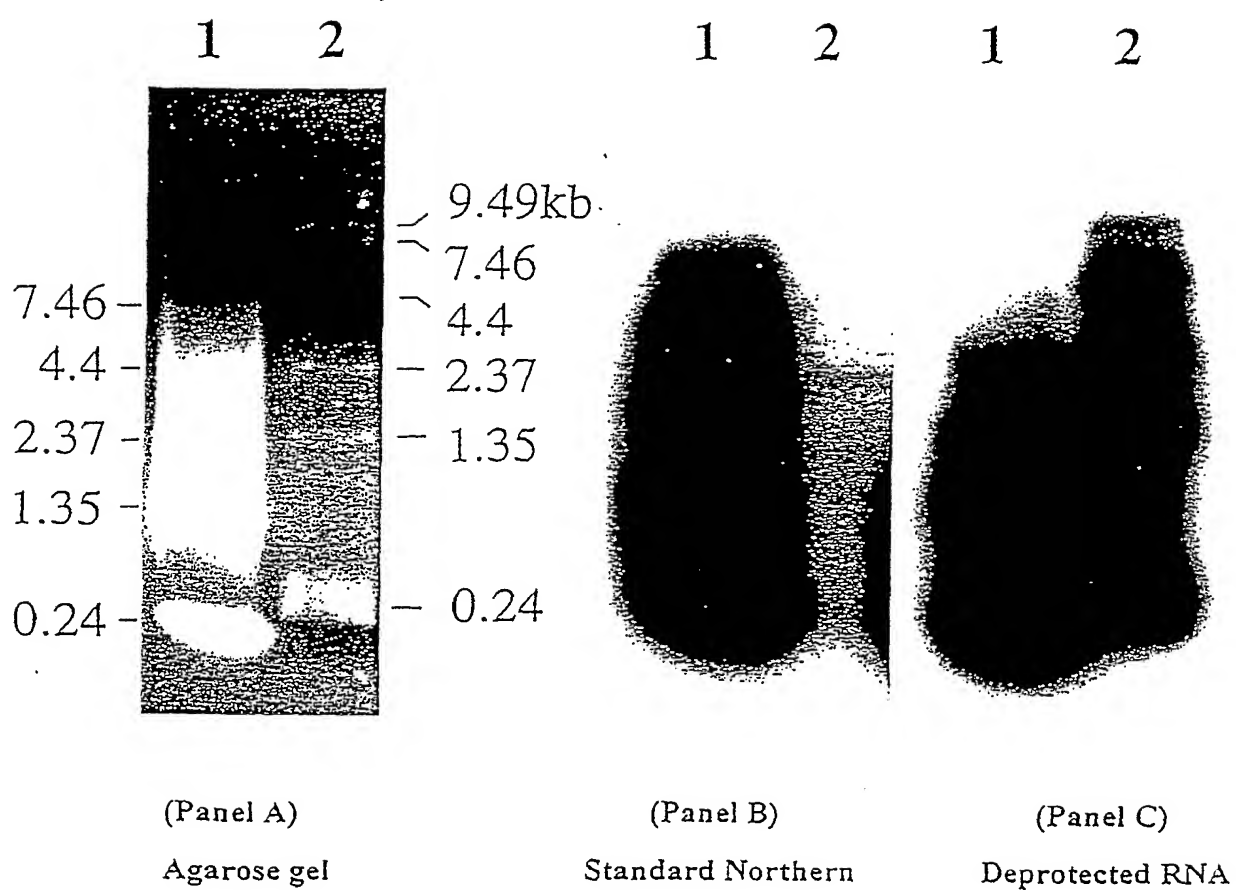 1 2
1 2
1 2
9.49kb
7.46
4.4
2.37
1.35
0.24
7.46
4.4
2.37
1.35
0.24
(Panel A)
Agarose gel
(Panel B)
Standard Northern
(Panel C)
Deprotected RNA